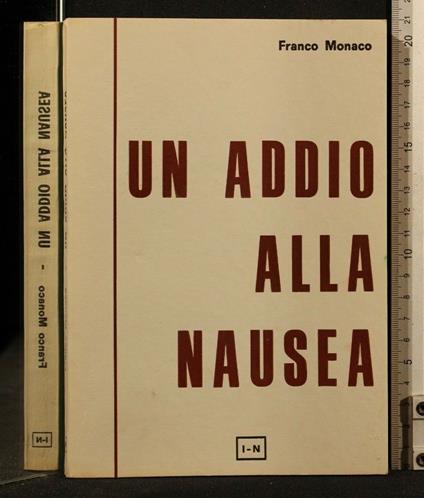 Franco Monaco
UN ADDIO
ALLA
NAUSEA
I-N
Franco Monaco - UN ADDIO ALLA NAUSEA
I-N